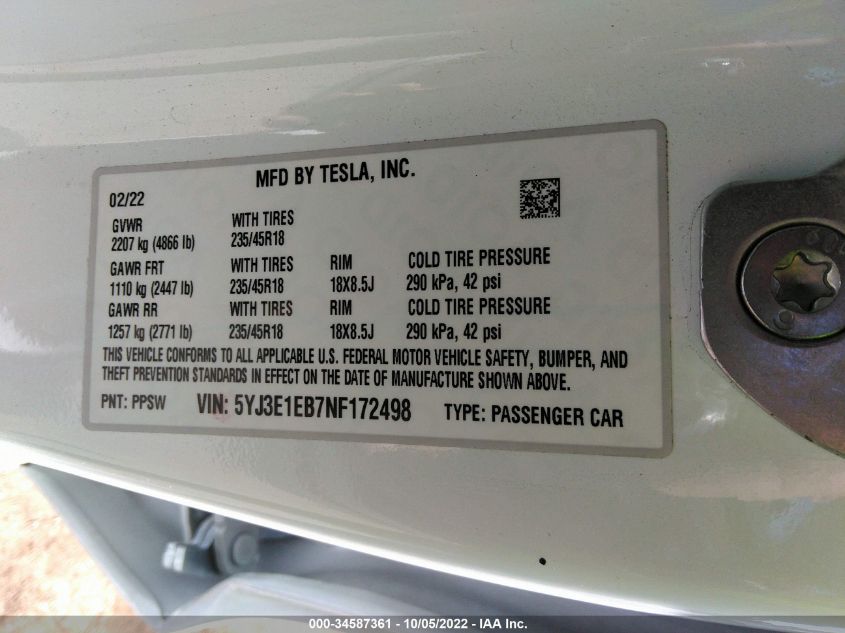 MFD BY TESLA, INC.
02/22
GVWR WITH TIRES
2207 kg (4866 lb) 235/45R18
GAWR FRT WITH TIRES RIM COLD TIRE PRESSURE
1110 kg (2447 lb) 235/45R18 18X8.5J 290 kPa, 42 psi
GAWR RR WITH TIRES RIM COLD TIRE PRESSURE
1257 kg (2771 lb) 235/45R18 18X8.5J 290 kPa, 42 psi
THIS VEHICLE CONFORMS TO ALL APPLICABLE U.S. FEDERAL MOTOR VEHICLE SAFETY, BUMPER, AND
THEFT PREVENTION STANDARDS IN EFFECT ON THE DATE OF MANUFACTURE SHOWN ABOVE.
PNT: PPSW VIN: 5YJ3E1EB7NF172498 TYPE: PASSENGER CAR
000-34587361 - 10/05/2022 - IAA Inc.